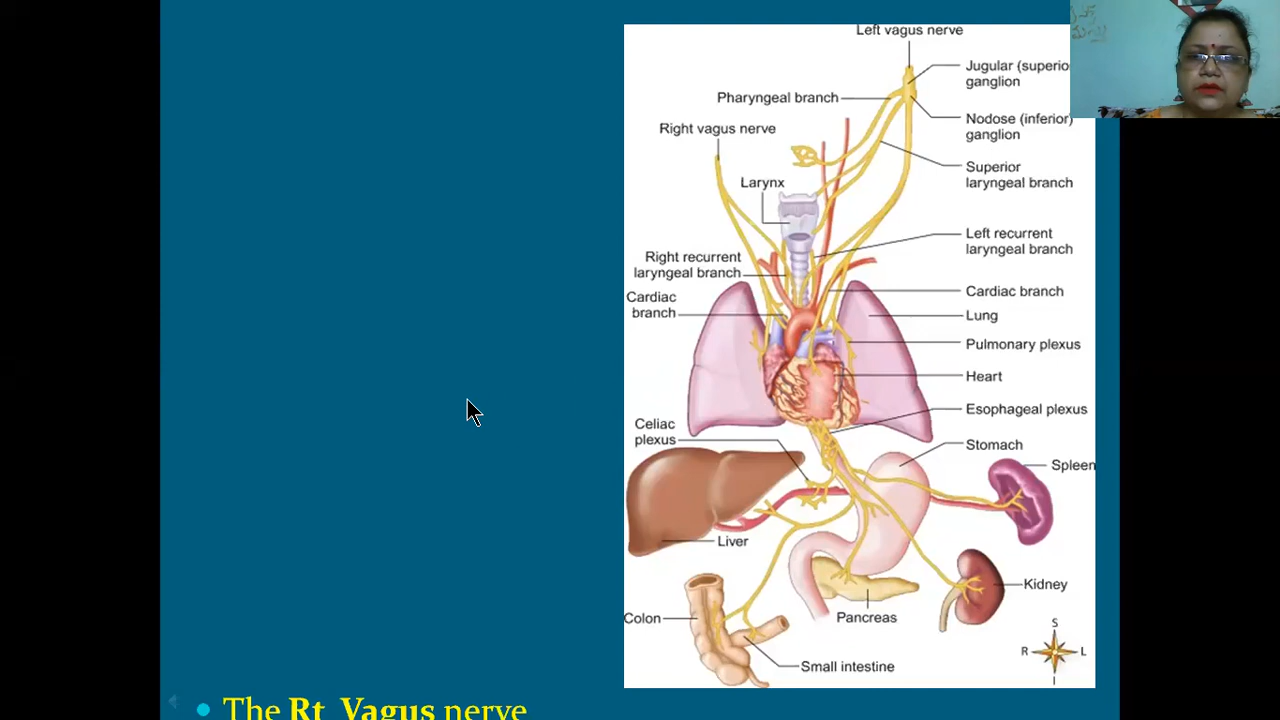 Left vagus nerve
Jugular (superio
ganglion
Pharyngeal branch
Nodose (inferior)
ganglion
Right vagus nerve
Superior
laryngeal branch
Larynx
Left recurrent
laryngeal branch
Right recurrent
laryngeal branch
Cardiac branch
Cardiac
branch
Lung
Pulmonary plexus
Heart
Esophageal plexus
Celiac
plexus
Stomach
Spleen
Liver
Kidney
Colon
Pancreas
S
R
L
I
Small intestine
• The Rt Vagus nerve